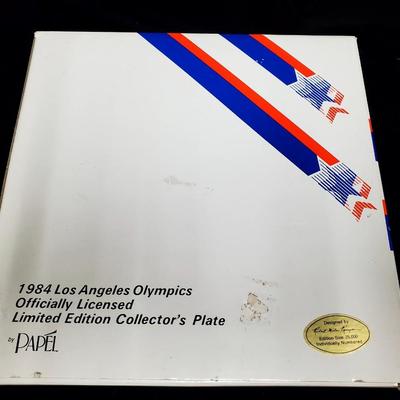 1984 Los Angeles Olympics
Officially Licensed
Limited Edition Collector's Plate
by PAPÉL
Designed by
Edition Size 25,000
Individually Numbered